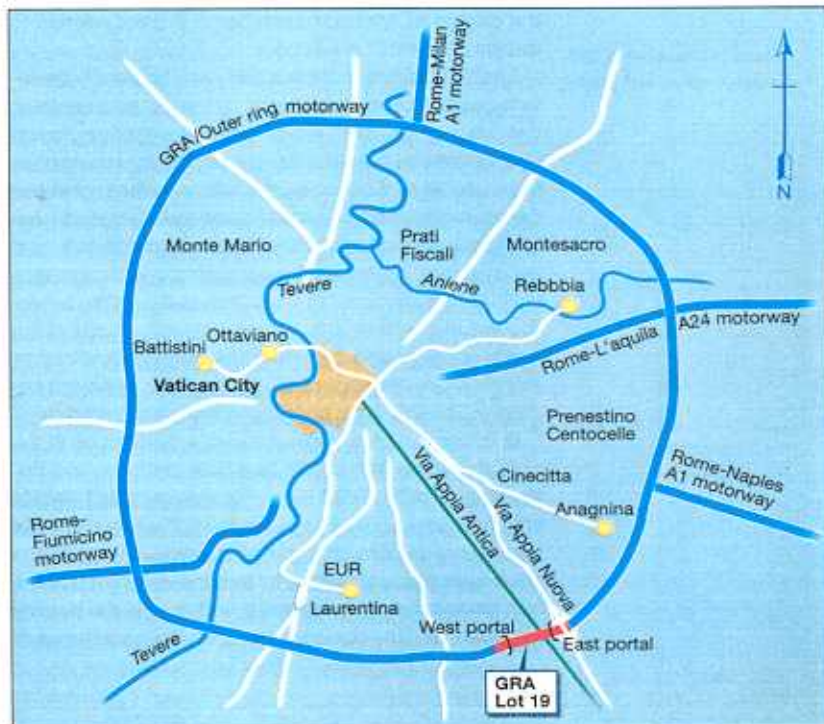 GRA/Outer ring motorway
Rome-Milan
A1 motorway
N
Monte Mario
Prati
Fiscali
Montesacro
Tevere
Aniene
Rebbbia
Battistini
Ottaviano
Vatican City
Rome-L'aquila
A24 motorway
Prenestino
Centocelle
Cinecitta
Rome-Naples
A1 motorway
Via Appia Antica
Via Appia Nuova
Anagnina
Rome-
Fiumicino
motorway
EUR
Laurentina
Tevere
West portal
East portal
GRA
Lot 19